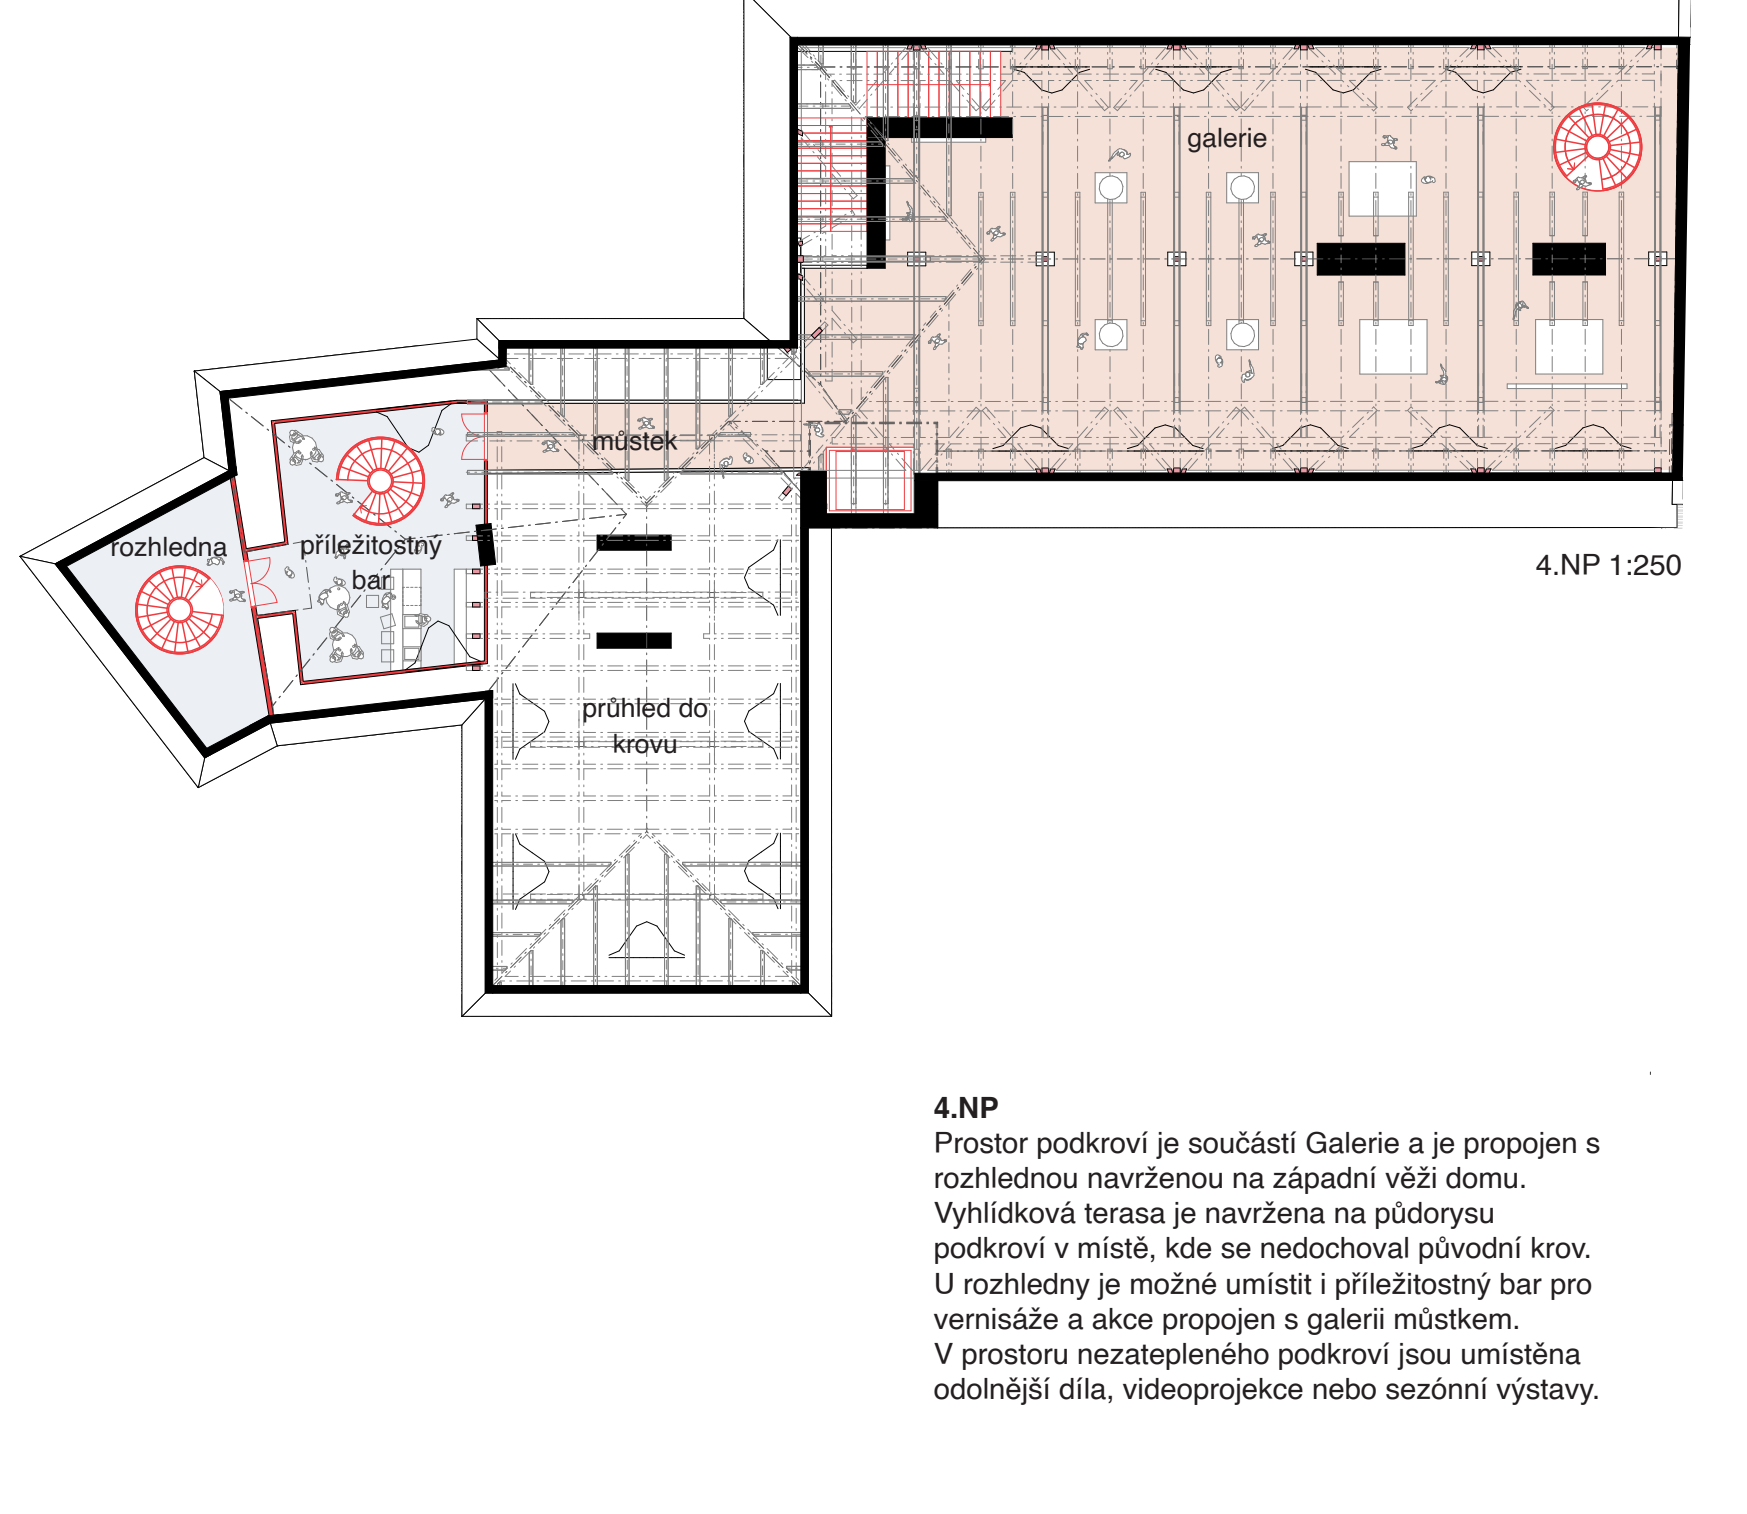 galerie
můstek
rozhledna
příležitostný
bar
4.NP 1:250
průhled do
krovu
4.NP
Prostor podkroví je součástí Galerie a je propojen s
rozhlednou navrženou na západní věži domu.
Vyhlídková terasa je navržena na půdorysu
podkroví v místě, kde se nedochoval původní krov.
U rozhledny je možné umístit i příležitostný bar pro
vernisáže a akce propojen s galerii můstkem.
V prostoru nezatepleného podkroví jsou umístěna
odolnější díla, videoprojekce nebo sezónní výstavy.